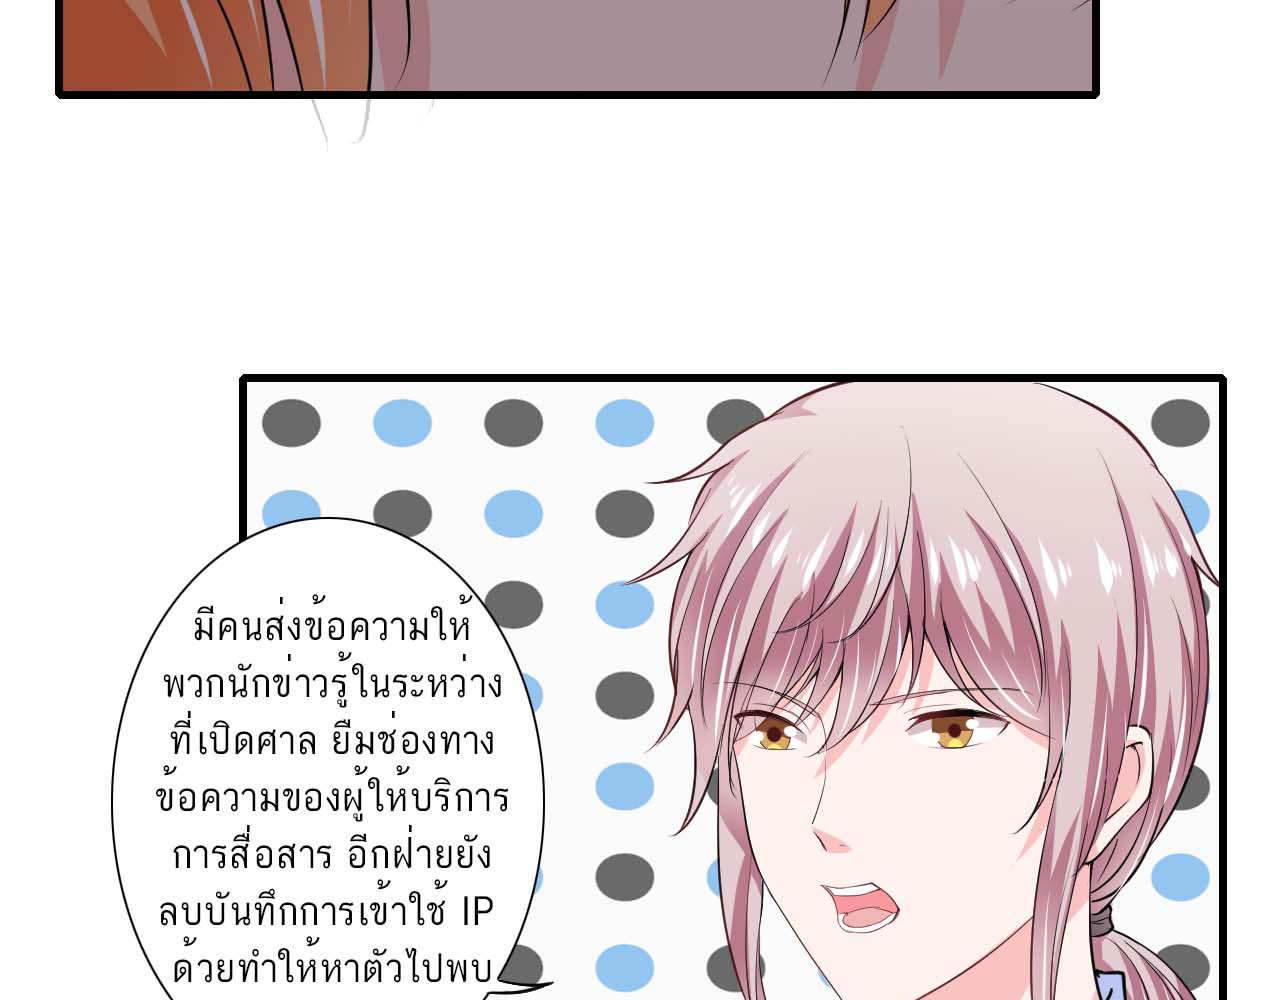 มีคนส่งข้อความให้
พวกนักข่าวรู้ในระหว่าง
ที่เปิดศาล ยืมช่องทาง
ข้อความของผู้ให้บริการ
การสื่อสาร อีกฝ่ายยัง
ลบบันทึกการเข้าใช้ IP
ด้วยทำให้หาตัวไปพบ